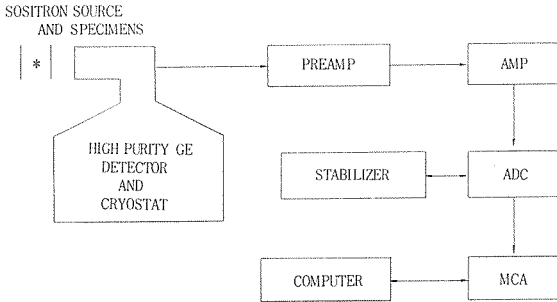 SOSITRON SOURCE
AND SPECIMENS
*
PREAMP
AMP
HIGH PURITY GE
DETECTOR
AND
CRYOSTAT
STABILIZER
ADC
COMPUTER
MCA